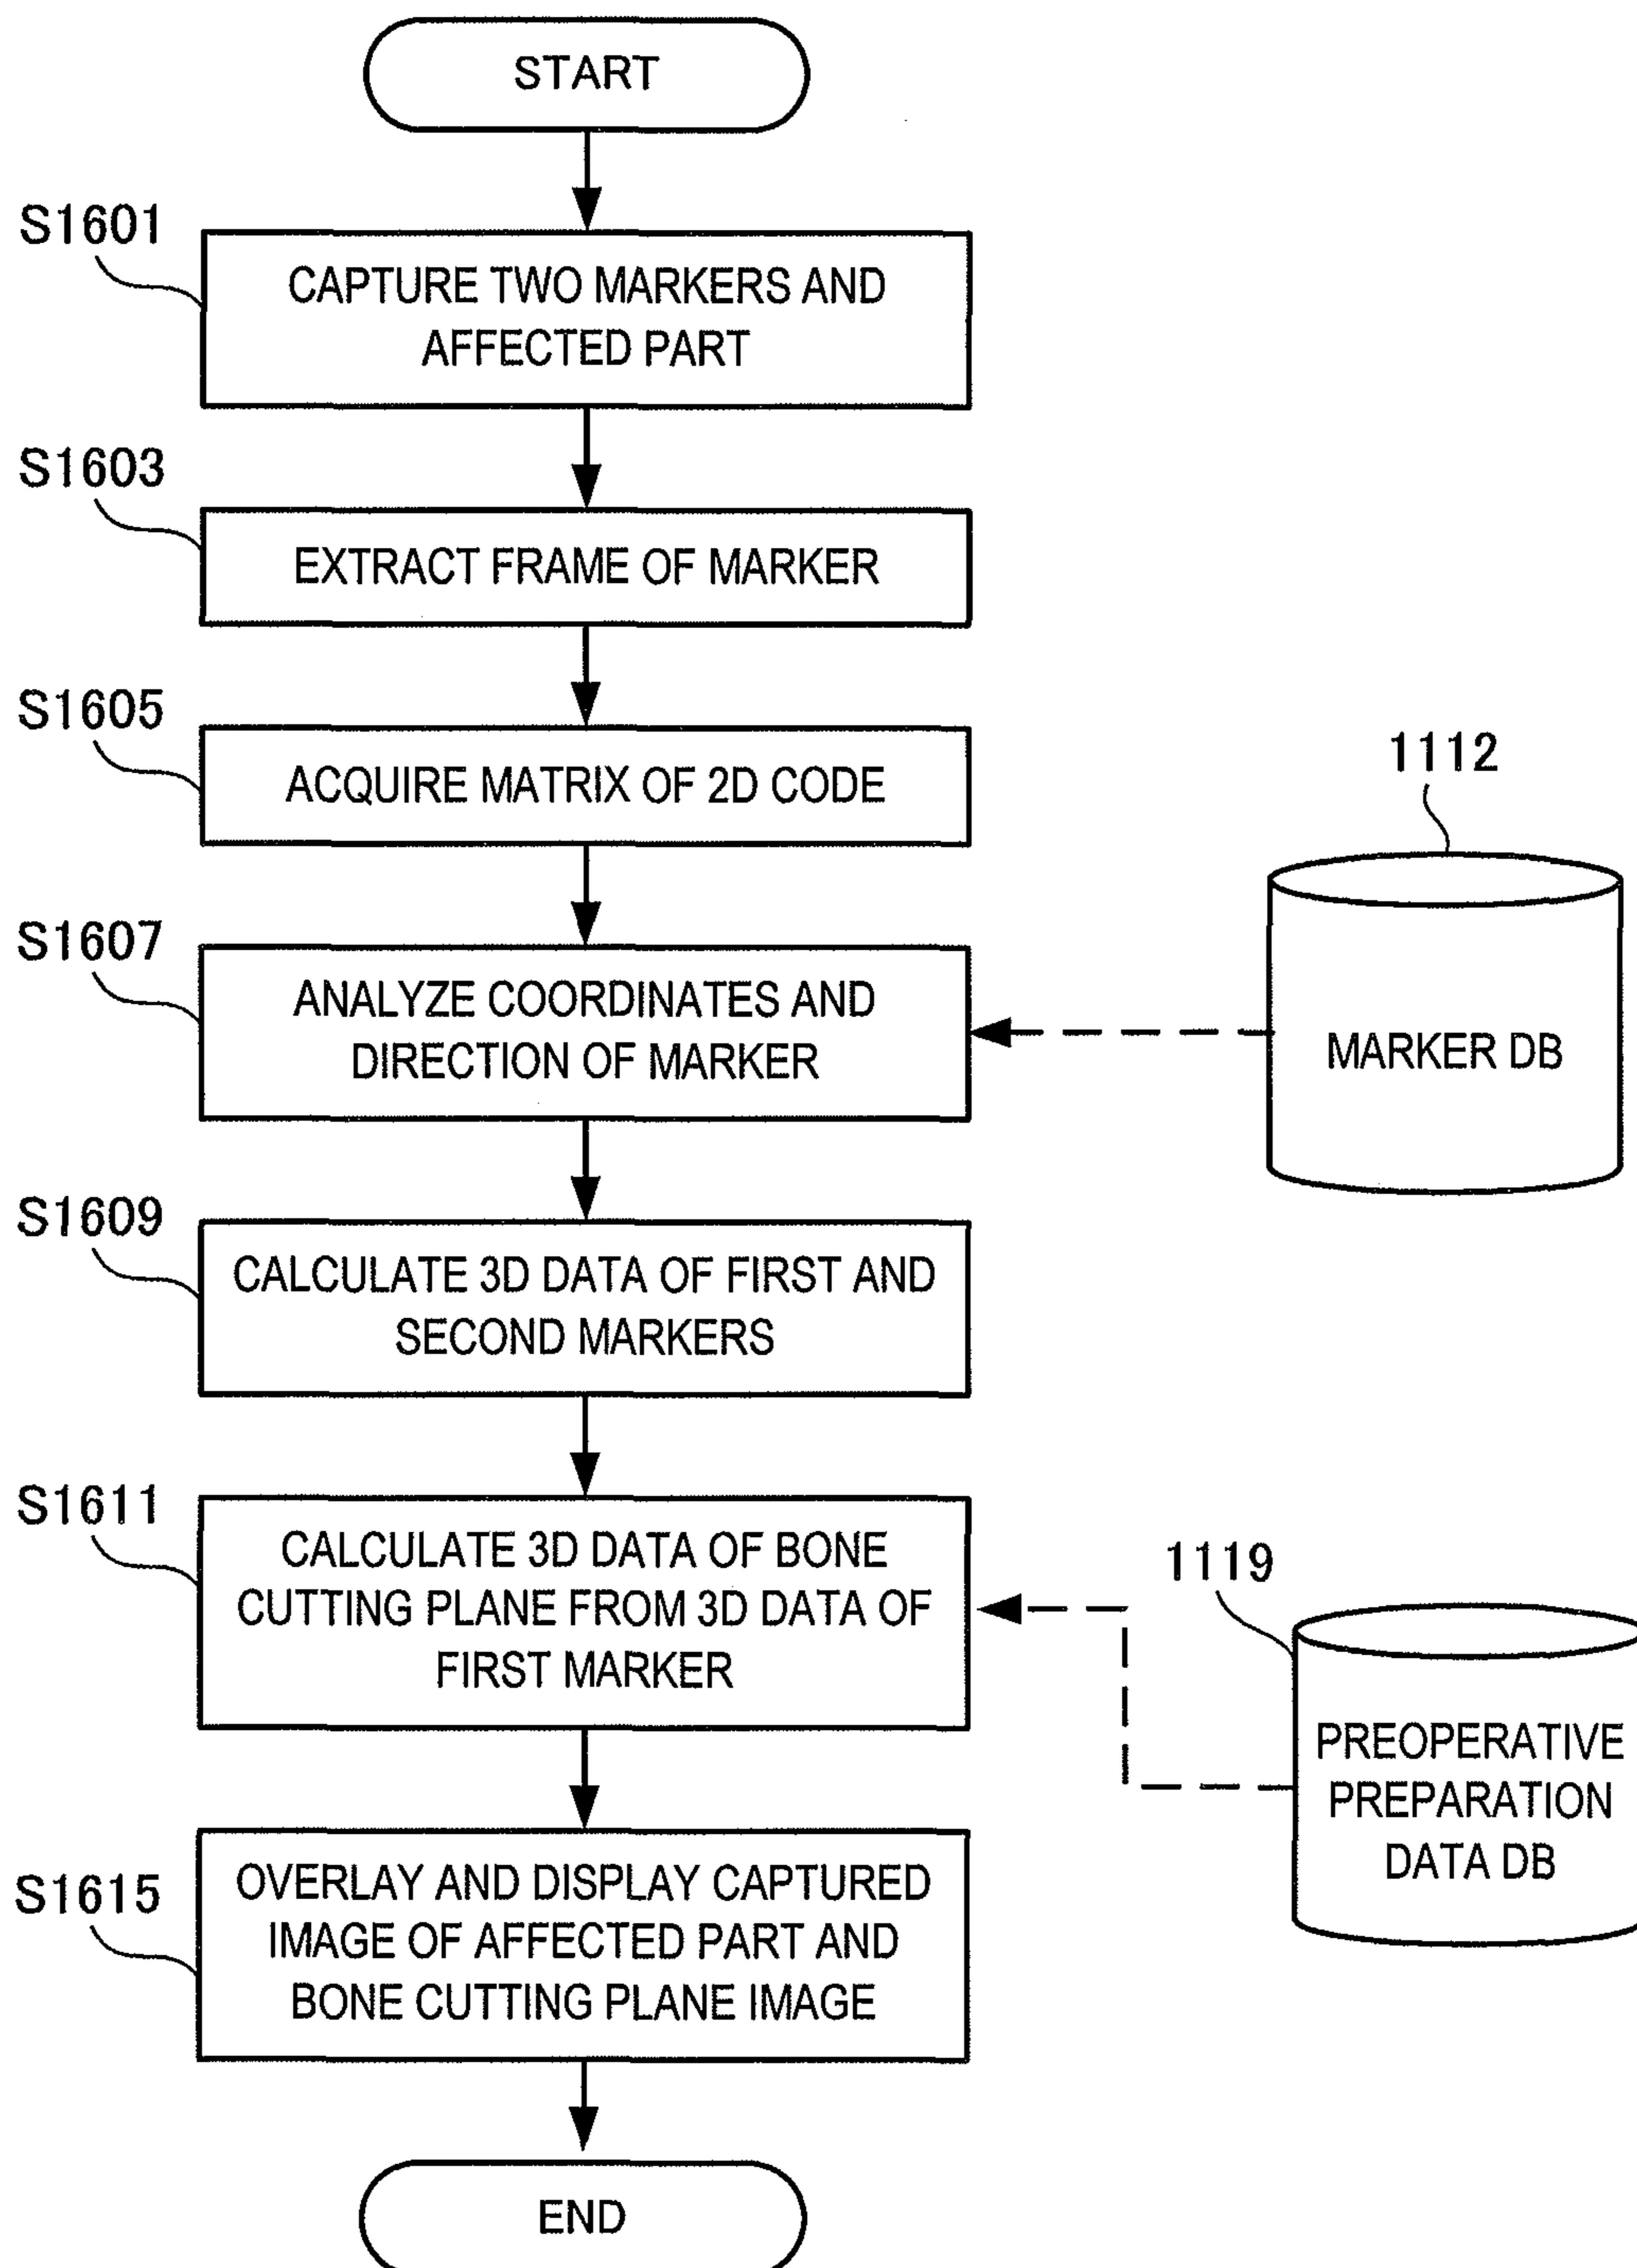 START
S1601
CAPTURE TWO MARKERS AND
AFFECTED PART
S1603
EXTRACT FRAME OF MARKER
S1605
ACQUIRE MATRIX OF 2D CODE
1112
S1607
ANALYZE COORDINATES AND
DIRECTION OF MARKER
MARKER DB
S1609
CALCULATE 3D DATA OF FIRST AND
SECOND MARKERS
S1611
CALCULATE 3D DATA OF BONE
CUTTING PLANE FROM 3D DATA OF
FIRST MARKER
1119
PREOPERATIVE
PREPARATION
DATA DB
S1615
OVERLAY AND DISPLAY CAPTURED
IMAGE OF AFFECTED PART AND
BONE CUTTING PLANE IMAGE
END